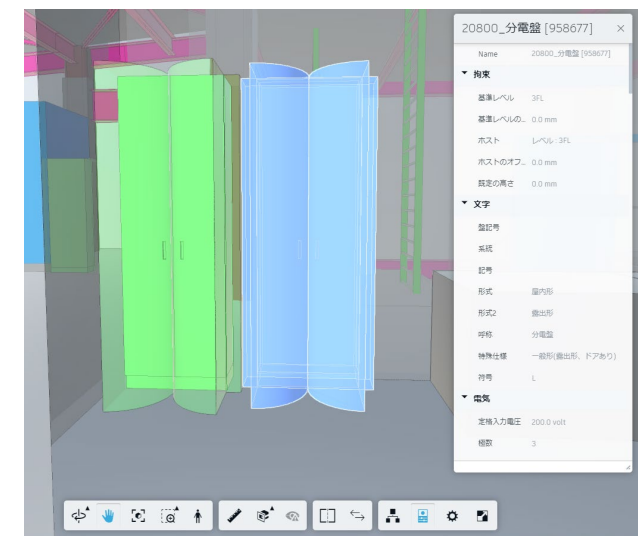 20800_分電盤 [958677] ×
Name 20800_分電盤 [958677]
拘束
基準レベル 3FL
基準レベルの... 0.0 mm
ホスト レベル : 3FL
ホストのオフ... 0.0 mm
既定の高さ 0.0 mm
文字
盤記号
系統
記号
形式 屋内形
形式2 露出形
呼称 分電盤
特殊仕様 一般形(露出形、ドアあり)
符号 L
電気
定格入力電圧 200.0 volt
極数 3